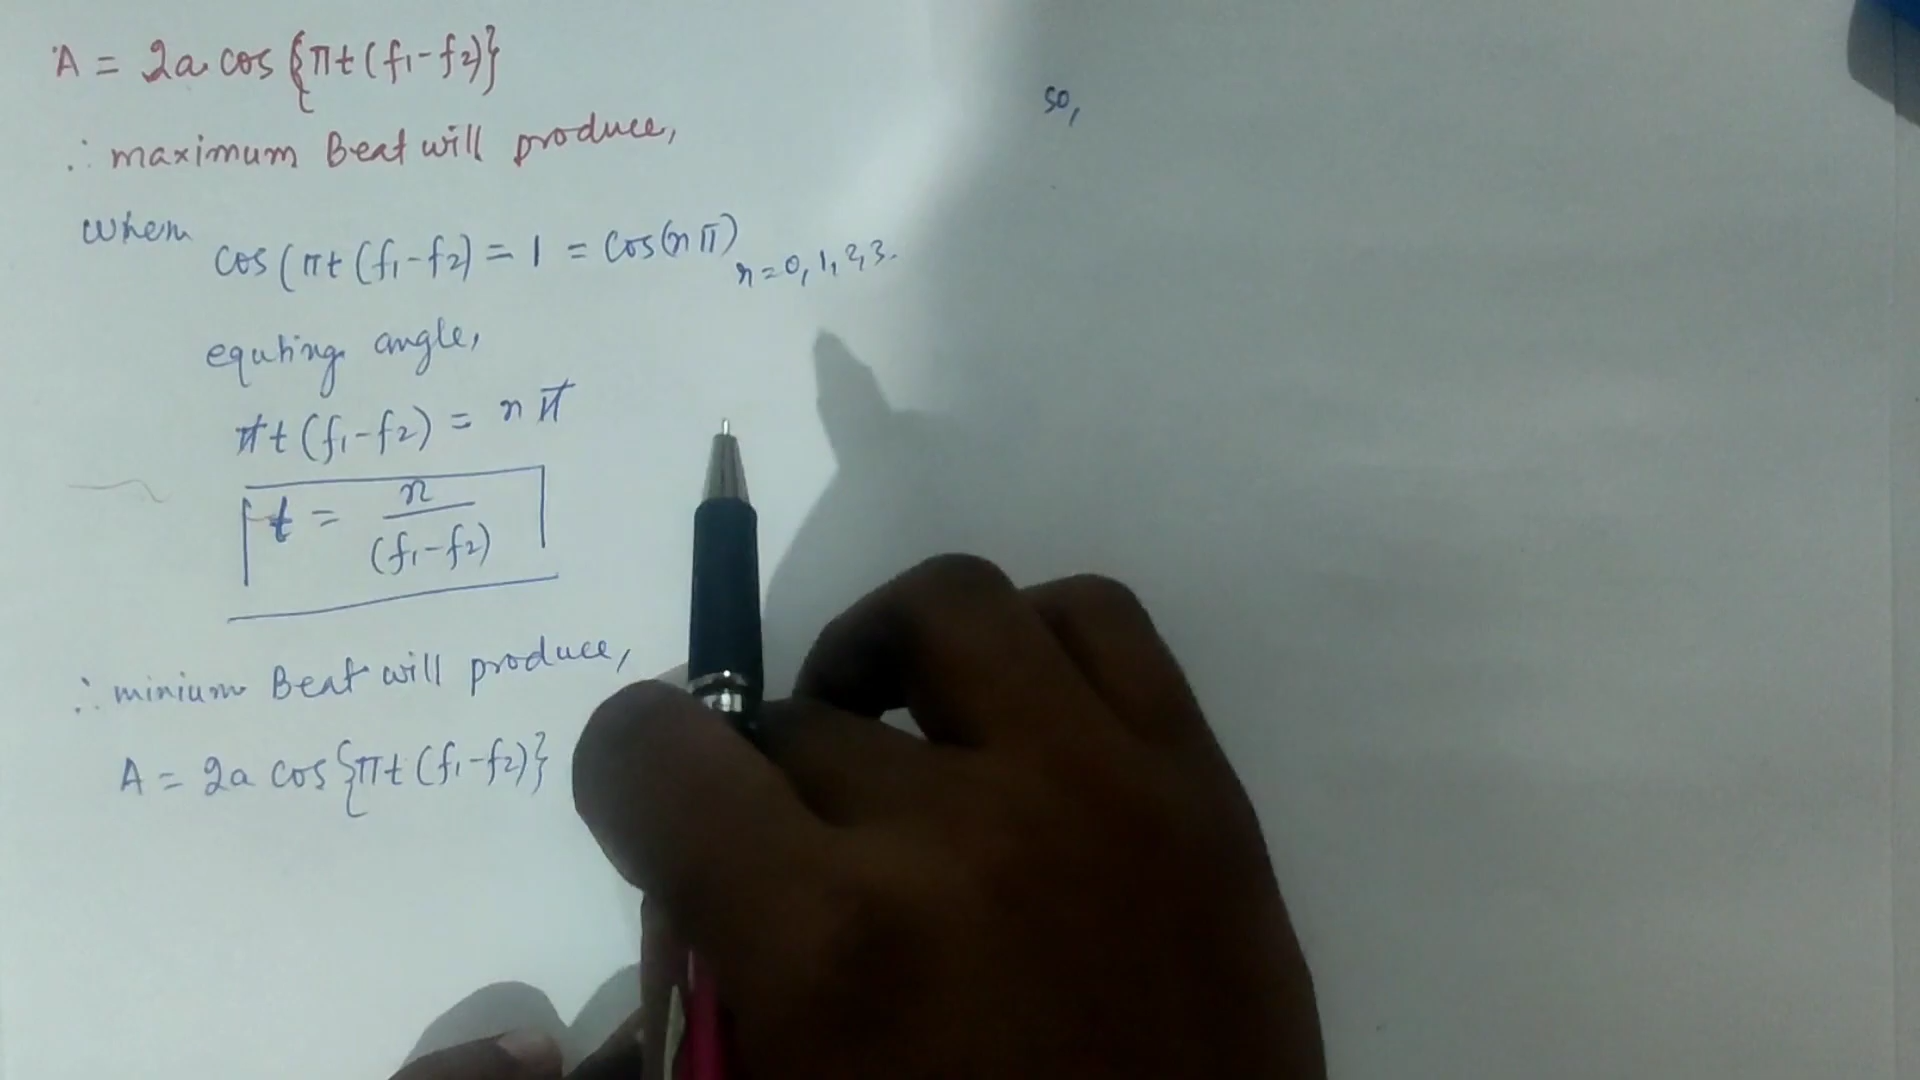 A = 2a cos {πt (f1-f2)}
∴ maximum Beat will produce,
when
cos (πt (f1-f2) = 1 = cos(nπ)
n=0, 1, 2, 3.
equting angle,
πt (f1-f2) = nπ
t = n/(f1-f2)
∴ minium Beat will produce,
A = 2a cos {πt (f1-f2)}
so,